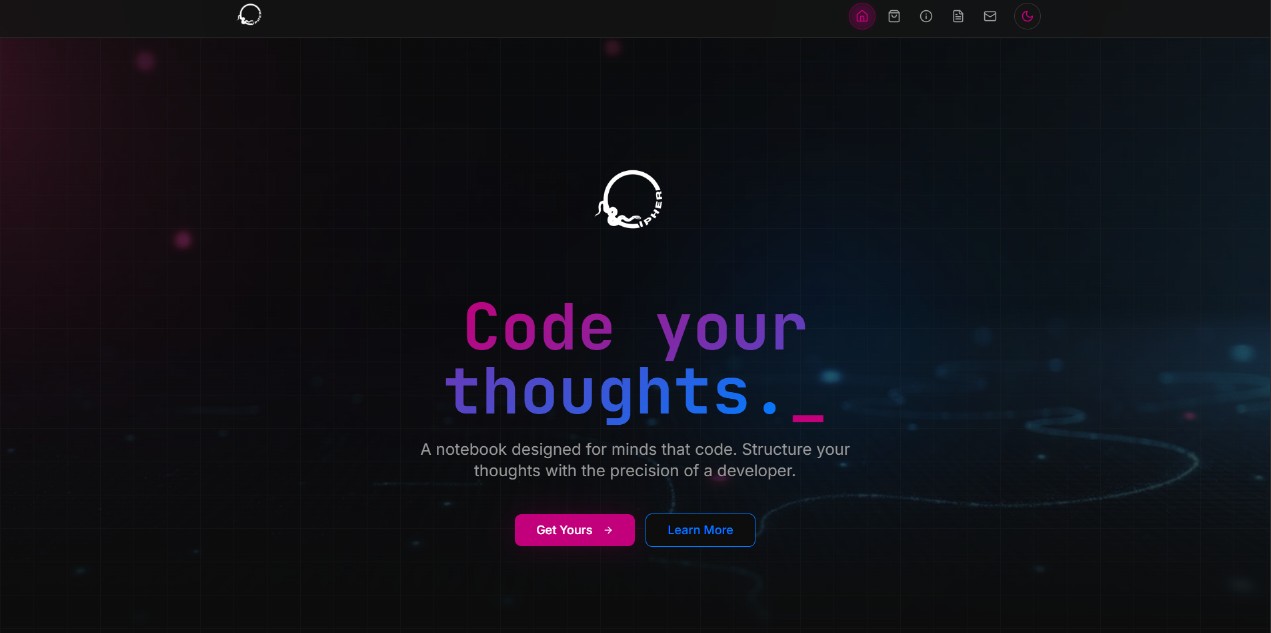 IPHER
Code your
thoughts._
A notebook designed for minds that code. Structure your
thoughts with the precision of a developer.
Get Yours →
Learn More